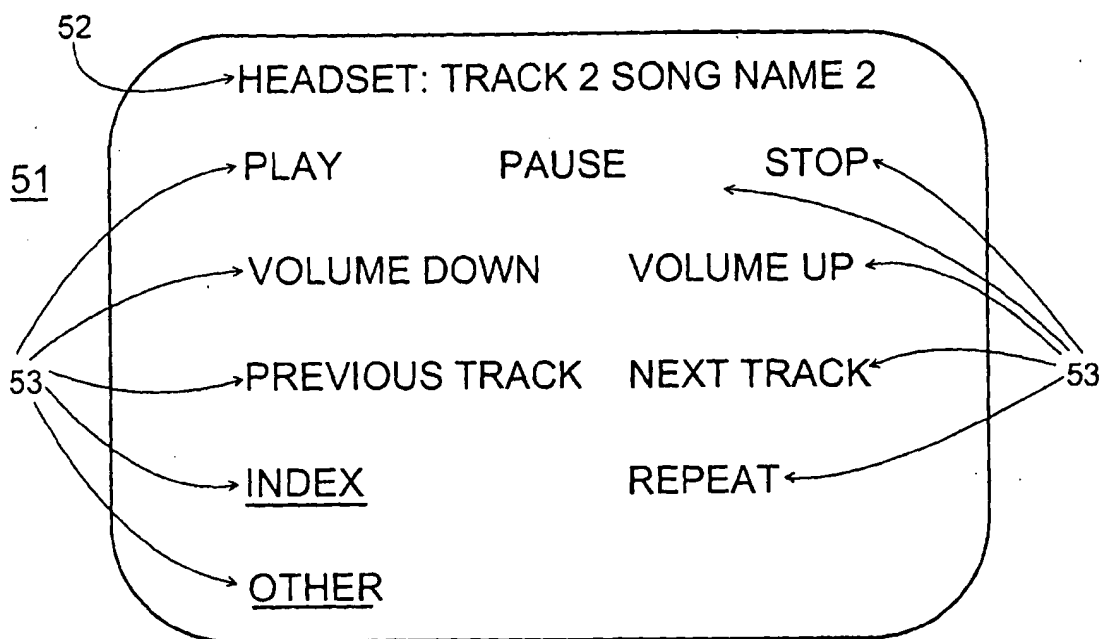 52
HEADSET: TRACK 2 SONG NAME 2
51
PLAY PAUSE STOP
VOLUME DOWN VOLUME UP
53 PREVIOUS TRACK NEXT TRACK 53
INDEX REPEAT
OTHER